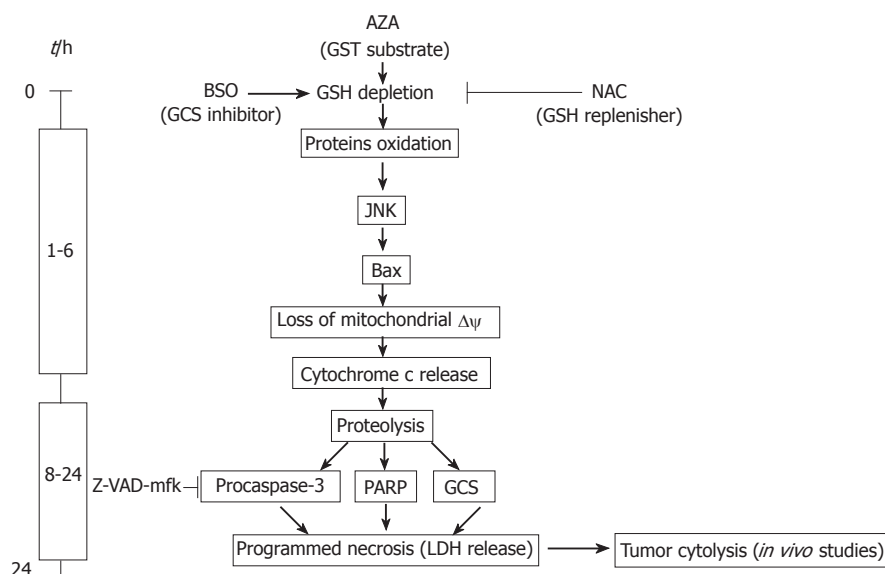 AZA
t/h
(GST substrate)
0
BSO
GSH depletion
NAC
(GCS inhibitor)
(GSH replenisher)
Proteins oxidation
JNK
1-6
Bax
Loss of mitochondrial Δψ
Cytochrome c release
Proteolysis
8-24
Z-VAD-mfk
Procaspase-3
PARP
GCS
Programmed necrosis (LDH release)
Tumor cytolysis (in vivo studies)
24